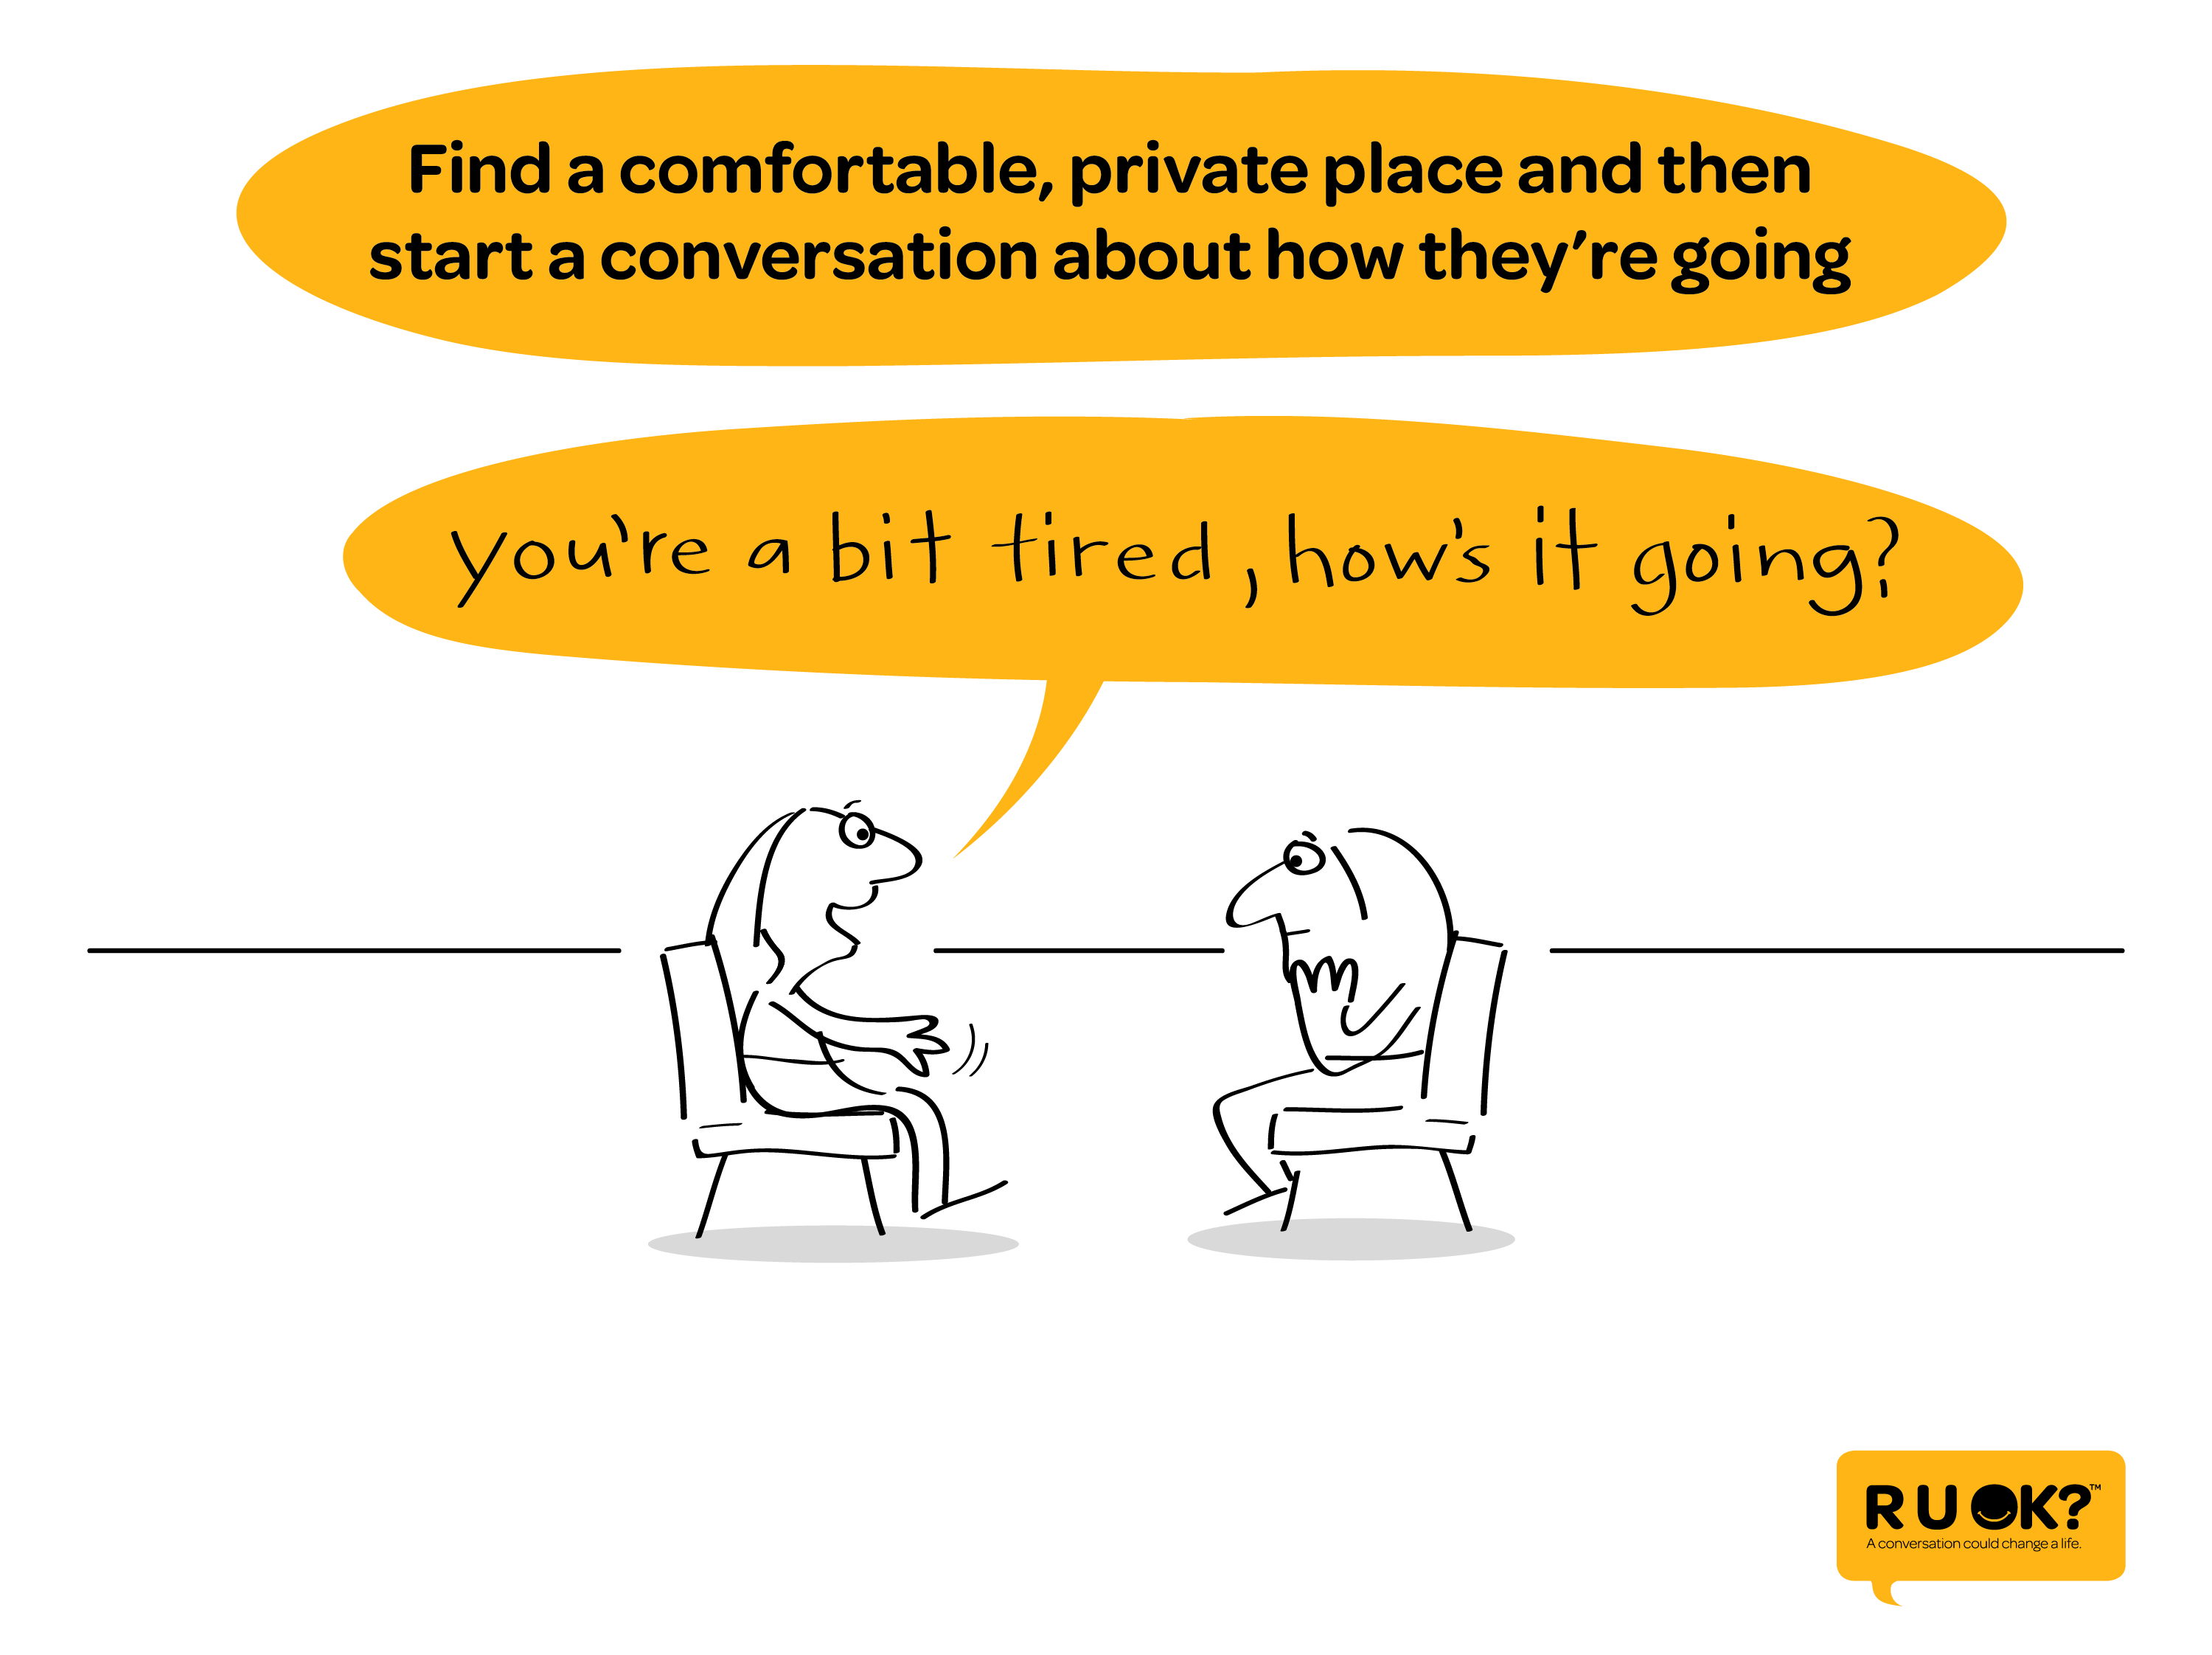 Find a comfortable, private place and then
start a conversation about how they're going
you're a bit tired, how's it going?
R U OK?™
A conversation could change a life.